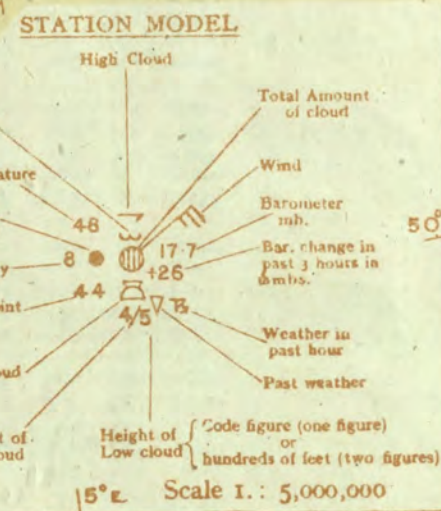 STATION MODEL
High Cloud
Total Amount
of cloud
Wind
ature
Barometer
mb.
48
50
17·7
Bar. change in
past 3 hours in
y
8
+26
int
44
4/5
Weather in
past hour
oud
Past weather
t of
oud
Height of
Low cloud
Code figure (one figure)
or
hundreds of feet (two figures)
15°E
Scale 1.: 5,000,000